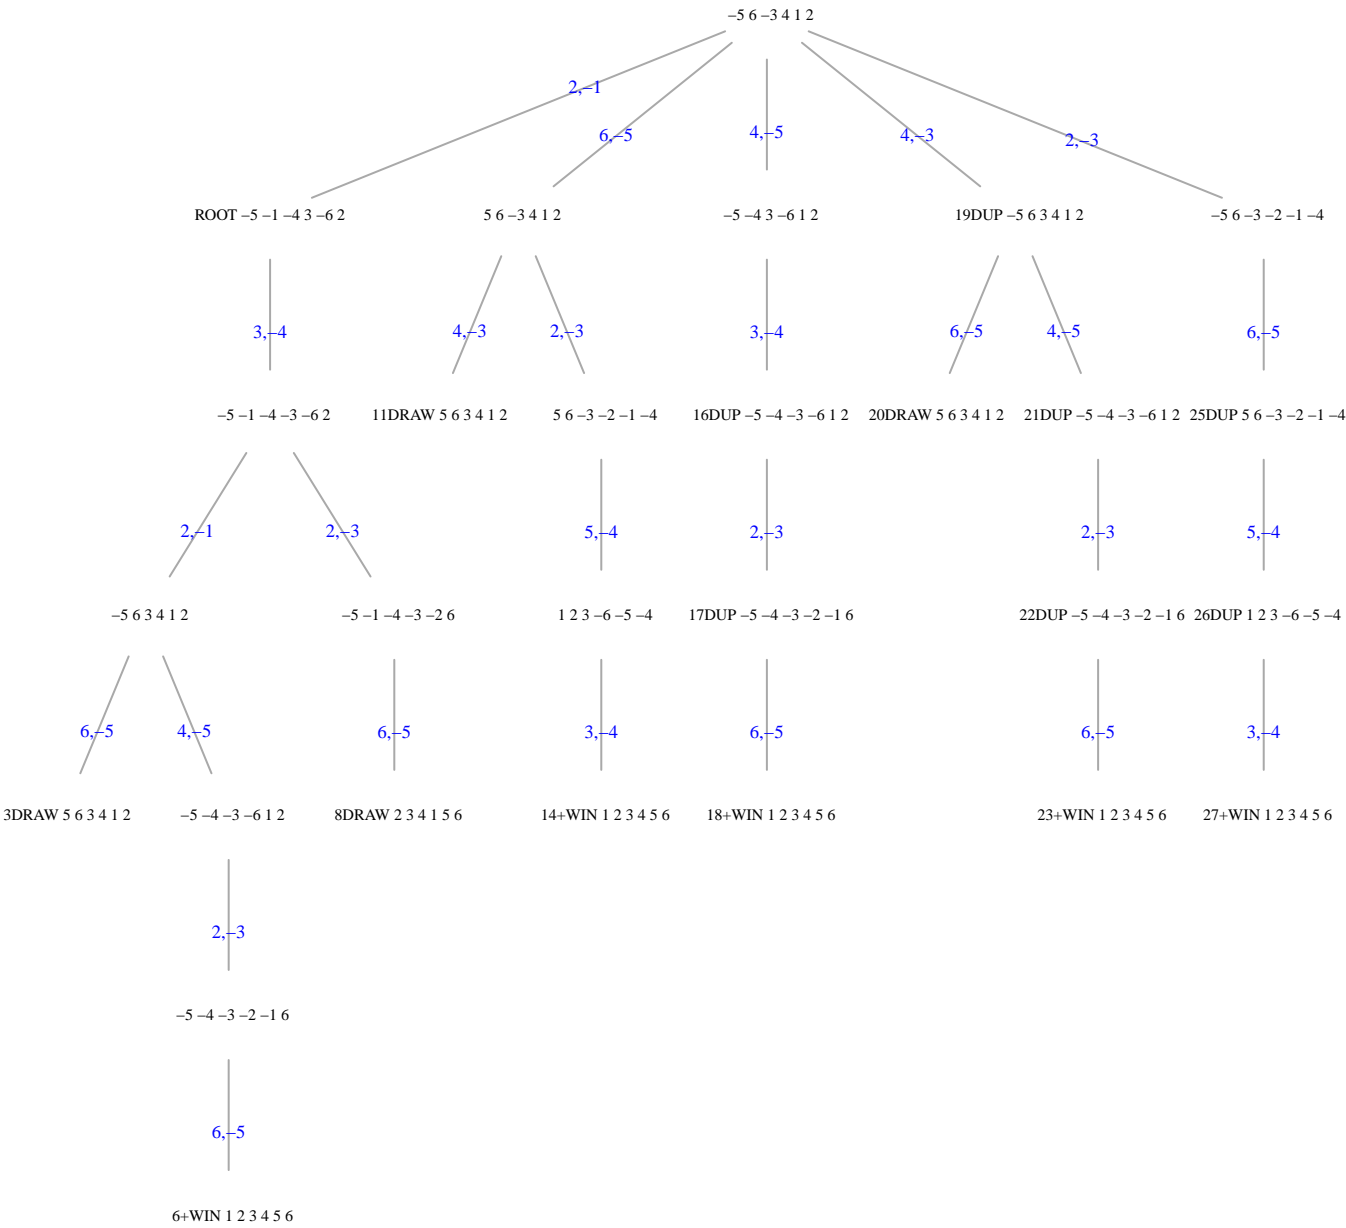 −5 6 −3 4 1 2
2,−1
6,−5
4,−5
4,−3
2,−3
ROOT −5 −1 −4 3 −6 2
5 6 −3 4 1 2
−5 −4 3 −6 1 2
19DUP −5 6 3 4 1 2
−5 6 −3 −2 −1 −4
3,−4
4,−3
2,−3
3,−4
6,−5
4,−5
6,−5
−5 −1 −4 −3 −6 2
11DRAW 5 6 3 4 1 2
5 6 −3 −2 −1 −4
16DUP −5 −4 −3 −6 1 2
20DRAW 5 6 3 4 1 2
21DUP −5 −4 −3 −6 1 2
25DUP 5 6 −3 −2 −1 −4
2,−1
2,−3
5,−4
2,−3
2,−3
5,−4
−5 6 3 4 1 2
−5 −1 −4 −3 −2 6
1 2 3 −6 −5 −4
17DUP −5 −4 −3 −2 −1 6
22DUP −5 −4 −3 −2 −1 6
26DUP 1 2 3 −6 −5 −4
6,−5
4,−5
6,−5
3,−4
6,−5
6,−5
3,−4
3DRAW 5 6 3 4 1 2
−5 −4 −3 −6 1 2
8DRAW 2 3 4 1 5 6
14+WIN 1 2 3 4 5 6
18+WIN 1 2 3 4 5 6
23+WIN 1 2 3 4 5 6
27+WIN 1 2 3 4 5 6
2,−3
−5 −4 −3 −2 −1 6
6,−5
6+WIN 1 2 3 4 5 6